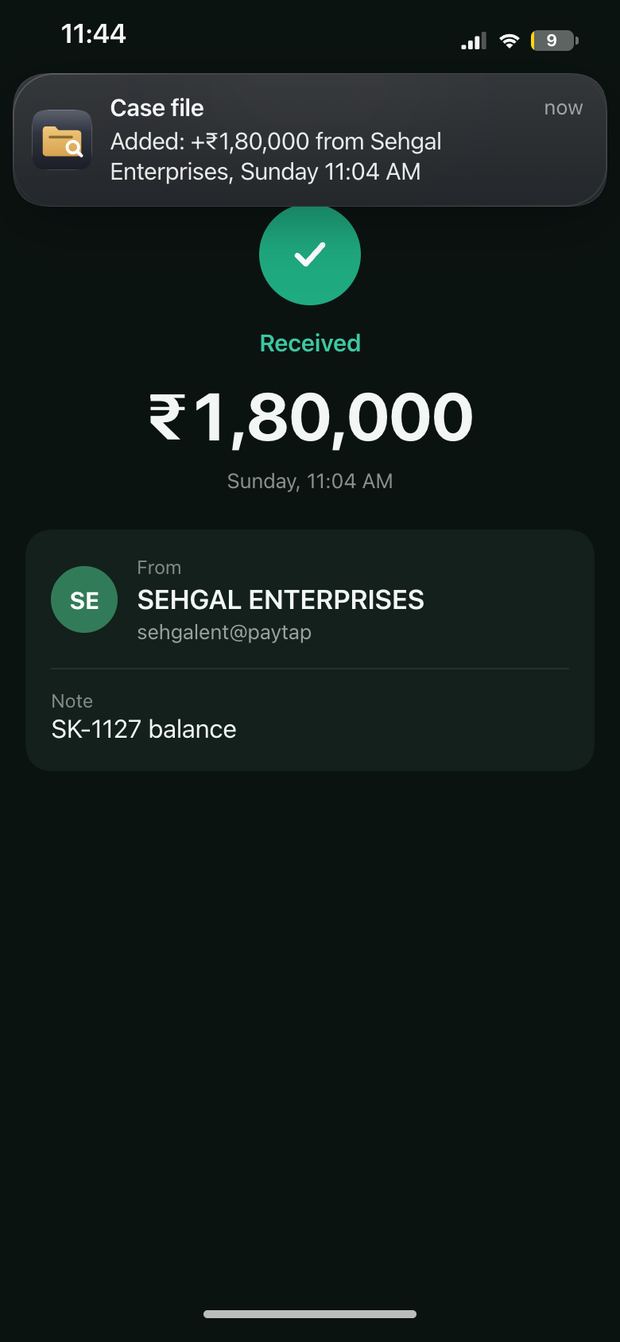 11:44
9
Case file
now
Added: +₹1,80,000 from Sehgal
Enterprises, Sunday 11:04 AM
Received
₹1,80,000
Sunday, 11:04 AM
SE
From
SEHGAL ENTERPRISES
sehgalent@paytap
Note
SK-1127 balance